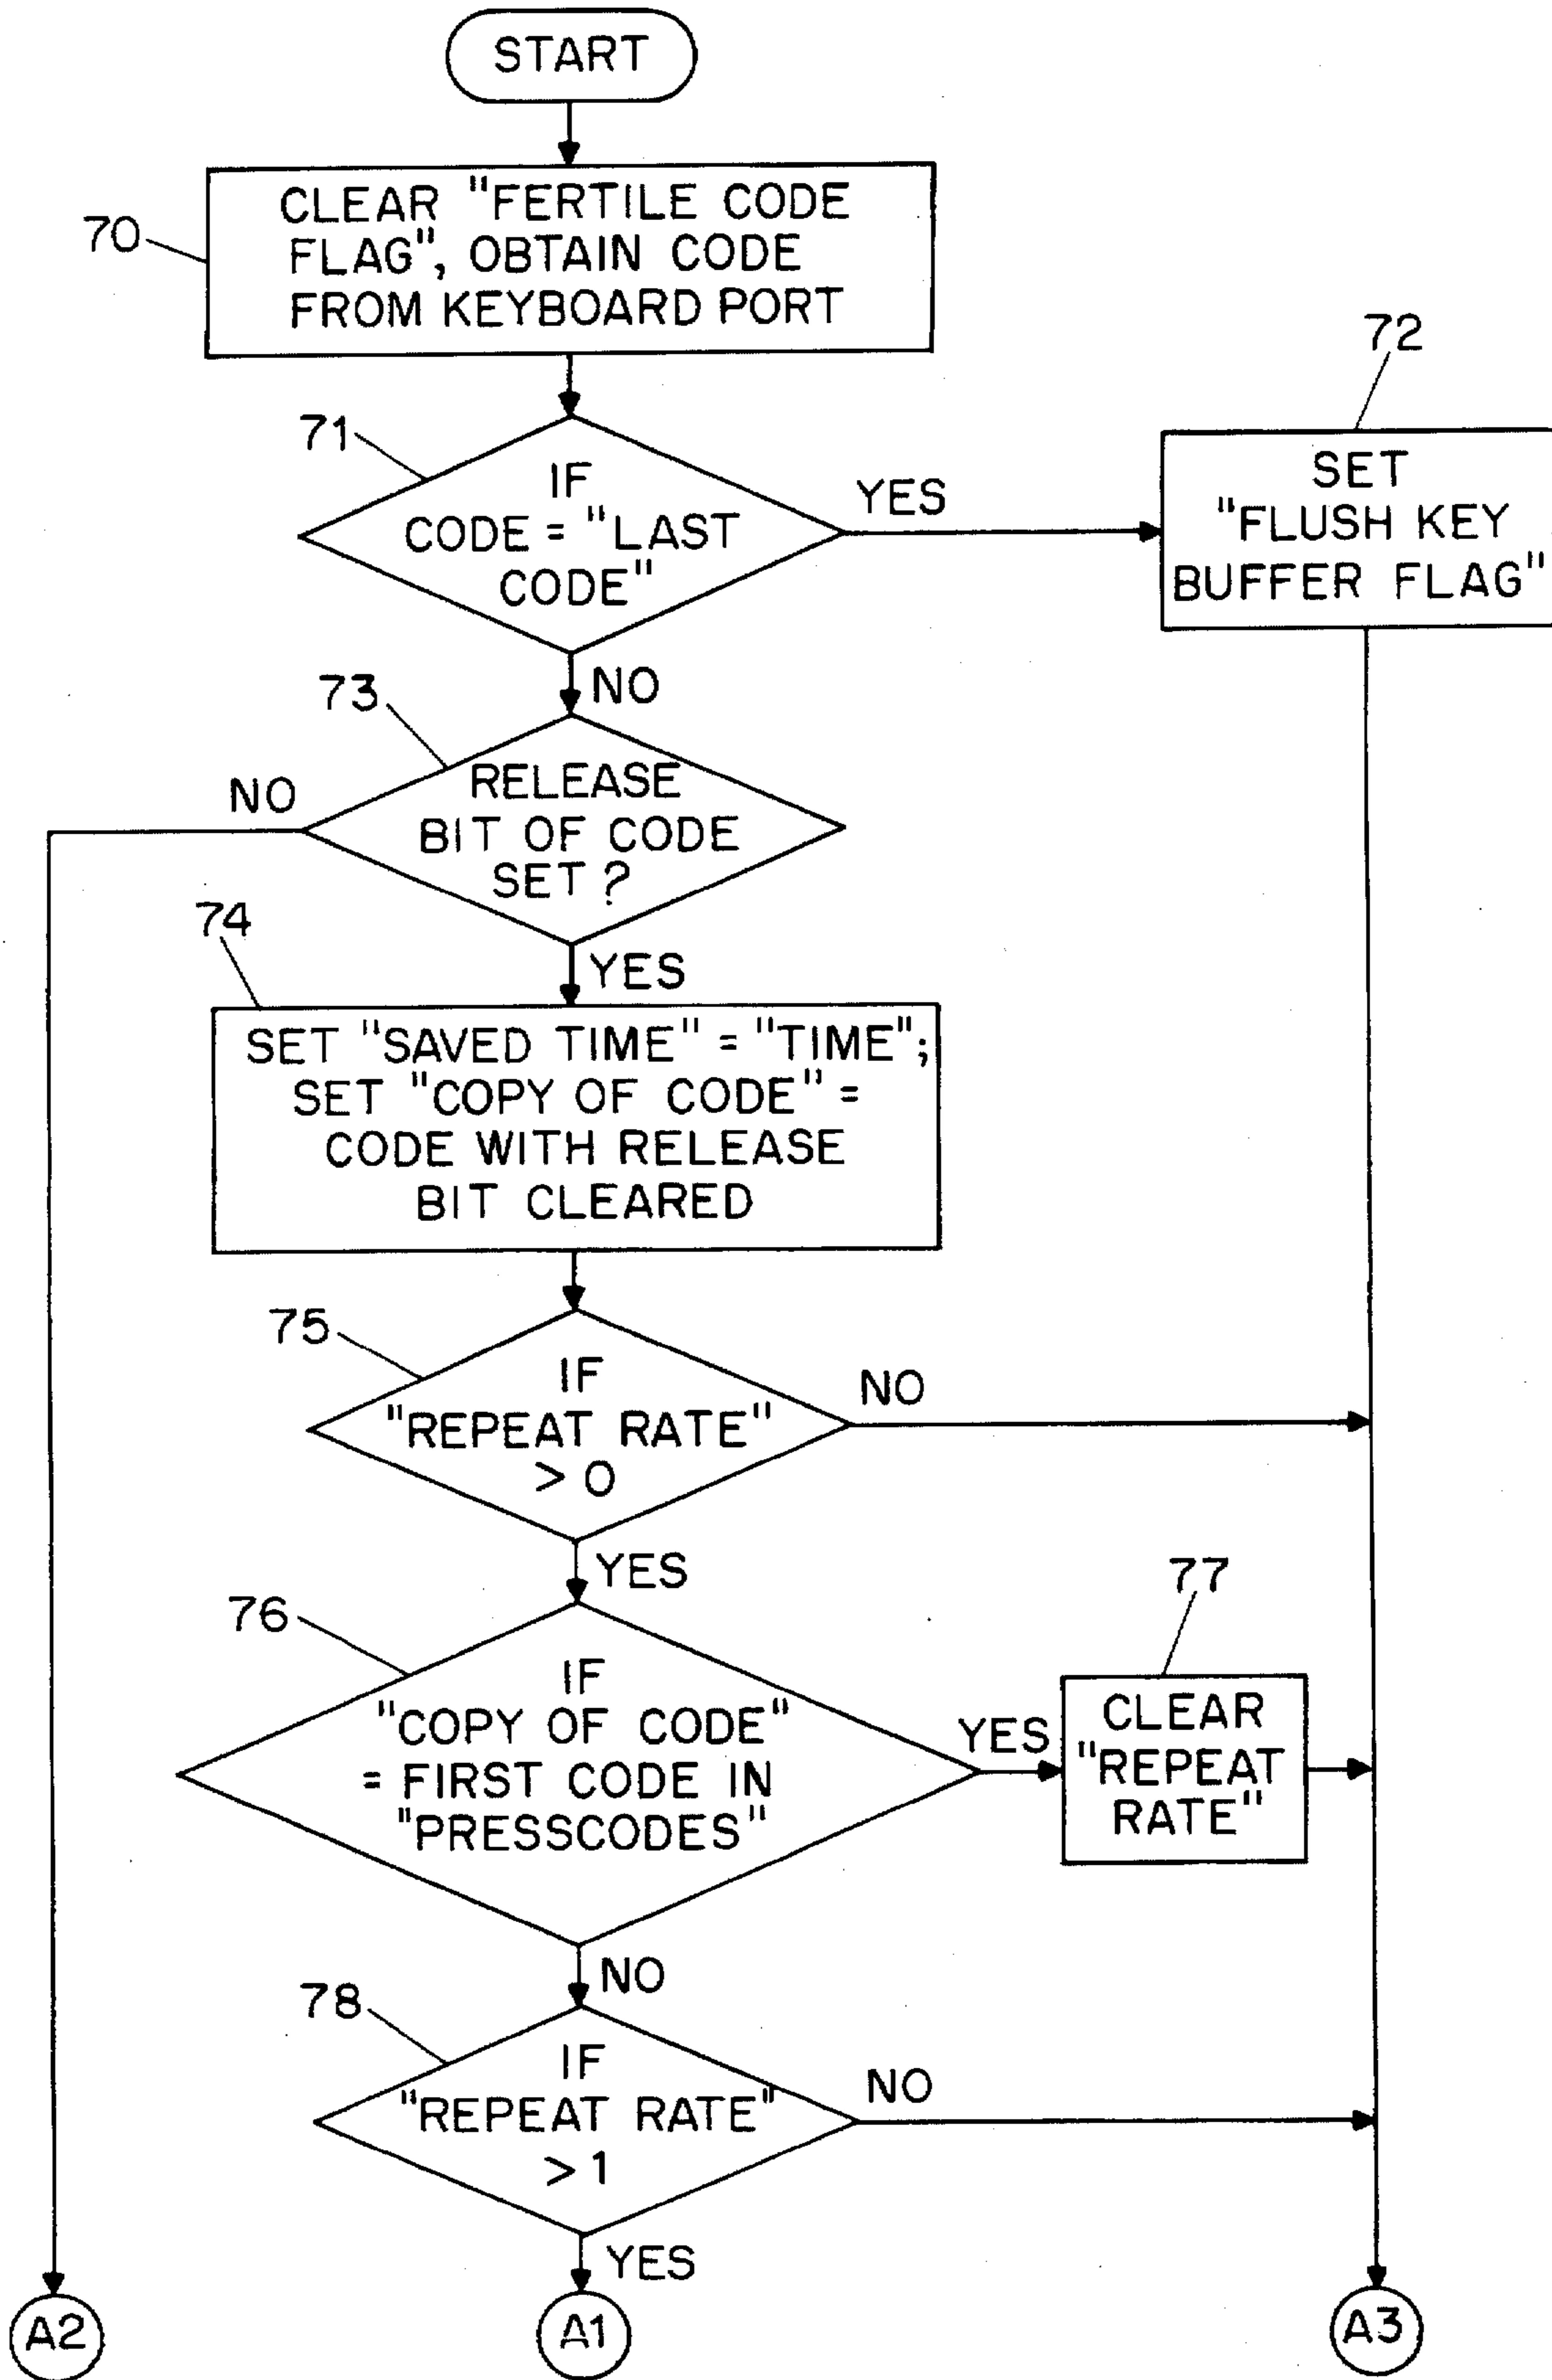 START
70
CLEAR "FERTILE CODE
FLAG", OBTAIN CODE
FROM KEYBOARD PORT
71
IF
CODE = "LAST
CODE"
YES
72
SET
"FLUSH KEY
BUFFER FLAG"
NO
73
RELEASE
BIT OF CODE
SET?
NO
YES
74
SET "SAVED TIME" = "TIME";
SET "COPY OF CODE" =
CODE WITH RELEASE
BIT CLEARED
75
IF
"REPEAT RATE"
> 0
NO
YES
76
IF
"COPY OF CODE"
= FIRST CODE IN
"PRESSCODES"
YES
77
CLEAR
"REPEAT
RATE"
NO
78
IF
"REPEAT RATE"
> 1
NO
YES
A2
A1
A3